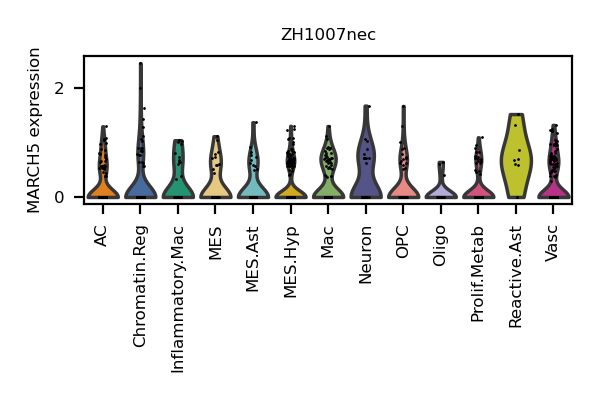 ZH1007nec
MARCH5 expression
2
0
AC
Chromatin.Reg
Inflammatory.Mac
MES
MES.Ast
MES.Hyp
Mac
Neuron
OPC
Oligo
Prolif.Metab
Reactive.Ast
Vasc